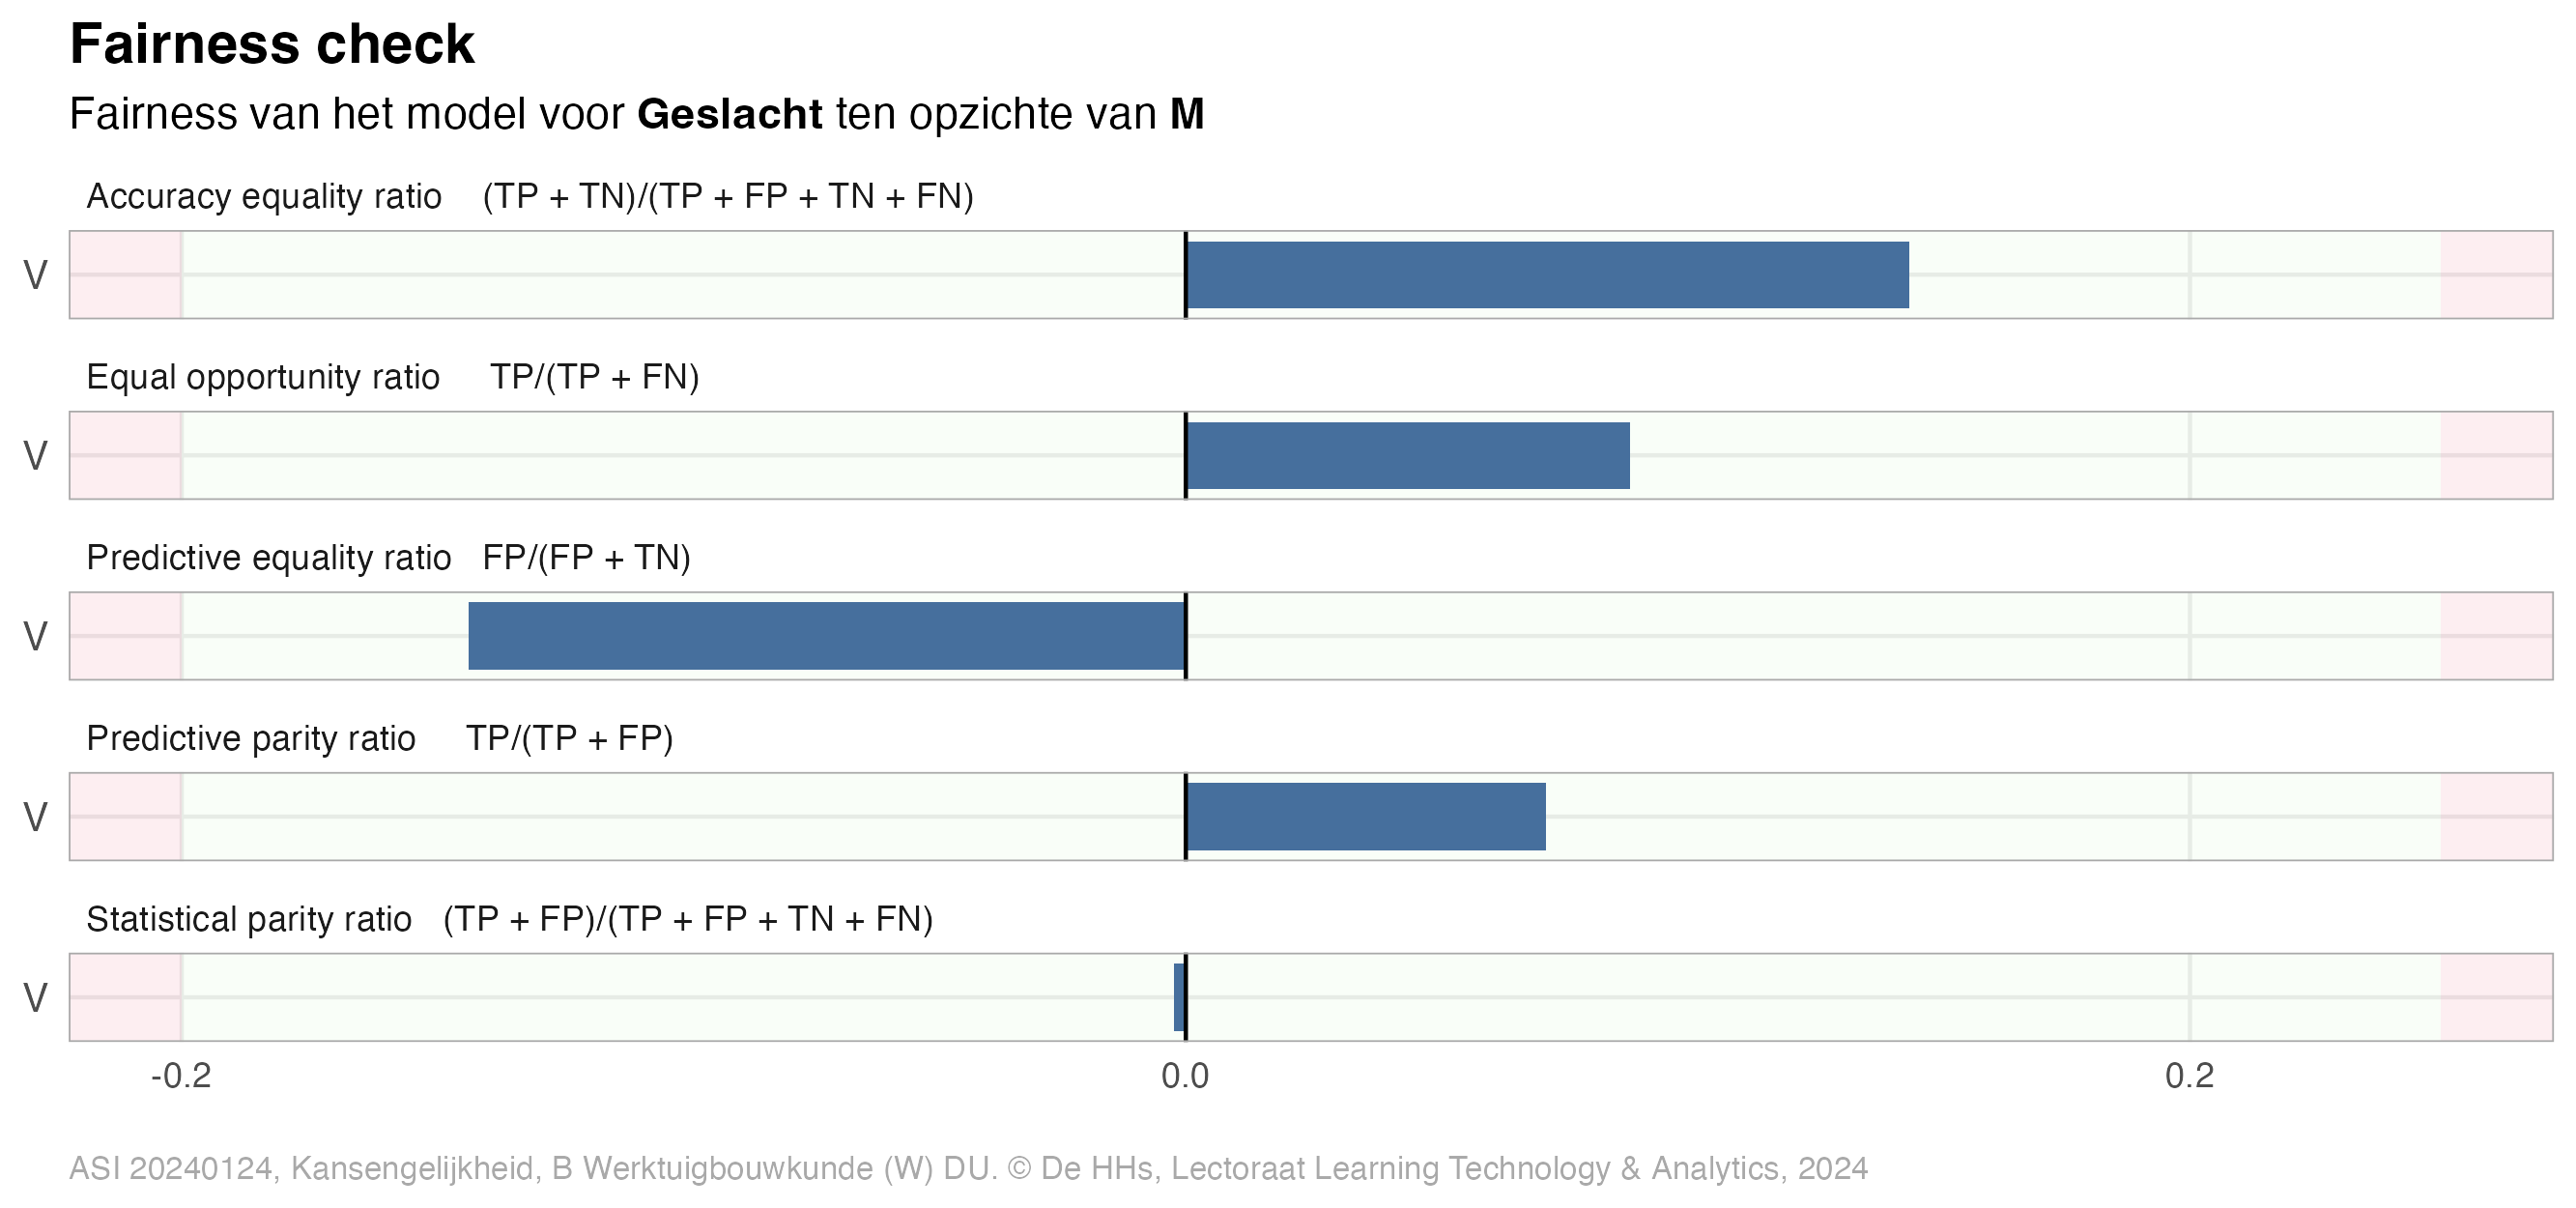 Fairness check
Fairness van het model voor Geslacht ten opzichte van M
Accuracy equality ratio (TP + TN)/(TP + FP + TN + FN)
V
Equal opportunity ratio TP/(TP + FN)
V
Predictive equality ratio FP/(FP + TN)
V
Predictive parity ratio TP/(TP + FP)
V
Statistical parity ratio (TP + FP)/(TP + FP + TN + FN)
V
-0.2 0.0 0.2
ASI 20240124, Kansengelijkheid, B Werktuigbouwkunde (W) DU. © De HHs, Lectoraat Learning Technology & Analytics, 2024